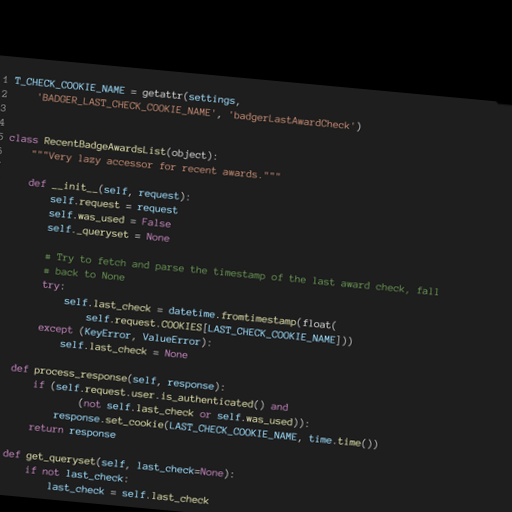 1 T_CHECK_COOKIE_NAME = getattr(settings,
2     'BADGER_LAST_CHECK_COOKIE_NAME', 'badgerLastAwardCheck')
3
4
5 class RecentBadgeAwardsList(object):
6     """Very lazy accessor for recent awards."""

    def __init__(self, request):
        self.request = request
        self.was_used = False
        self._queryset = None

        # Try to fetch and parse the timestamp of the last award check, fall
        # back to None
        try:
            self.last_check = datetime.fromtimestamp(float(
                self.request.COOKIES[LAST_CHECK_COOKIE_NAME]))
        except (KeyError, ValueError):
            self.last_check = None

    def process_response(self, response):
        if (self.request.user.is_authenticated() and
                (not self.last_check or self.was_used)):
            response.set_cookie(LAST_CHECK_COOKIE_NAME, time.time())
        return response

    def get_queryset(self, last_check=None):
        if not last_check:
            last_check = self.last_check